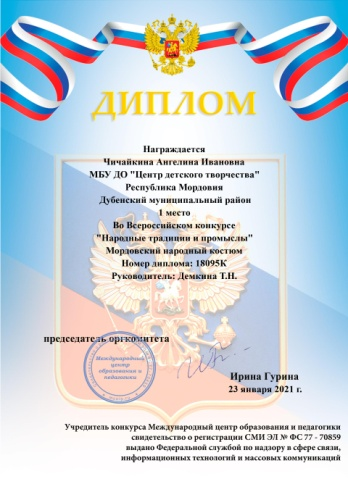 ДИПЛОМ
Награждается
Чичайкина Ангелина Ивановна
МБУ ДО "Центр детского творчества"
Республика Мордовия
Дубенский муниципальный район
1 место
Во Всероссийском конкурсе
"Народные традиции и промыслы"
Мордовский народный костюм
Номер диплома: 18095К
Руководитель: Демкина Т.Н.
председатель оргкомитета
Международный
центр
образования и
педагогики
Ирина Гурина
23 января 2021 г.
Учредитель конкурса Международный центр образования и педагогики
свидетельство о регистрации СМИ ЭЛ № ФС 77 - 70859
выдано Федеральной службой по надзору в сфере связи,
информационных технологий и массовых коммуникаций